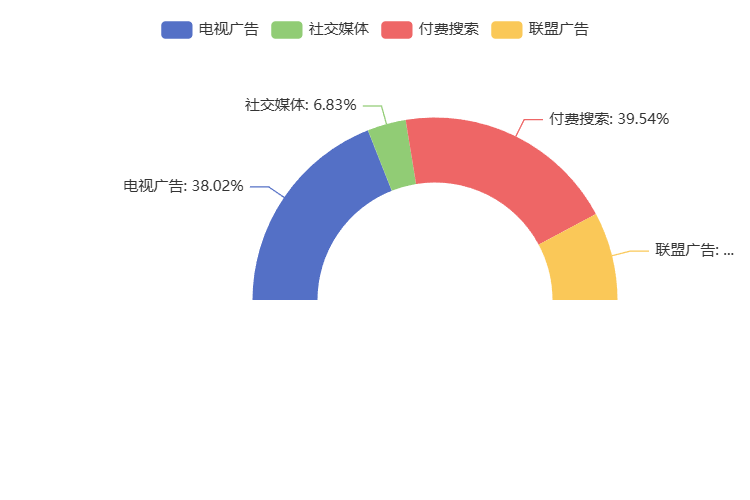 电视广告 社交媒体 付费搜索 联盟广告
社交媒体: 6.83%
付费搜索: 39.54%
电视广告: 38.02%
联盟广告: ...